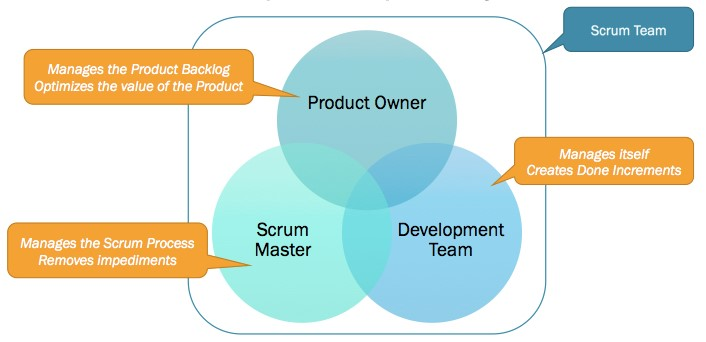 Scrum Team
Manages the Product Backlog
Optimizes the value of the Product
Product Owner
Manages itself
Creates Done Increments
Scrum
Master
Development
Team
Manages the Scrum Process
Removes impediments